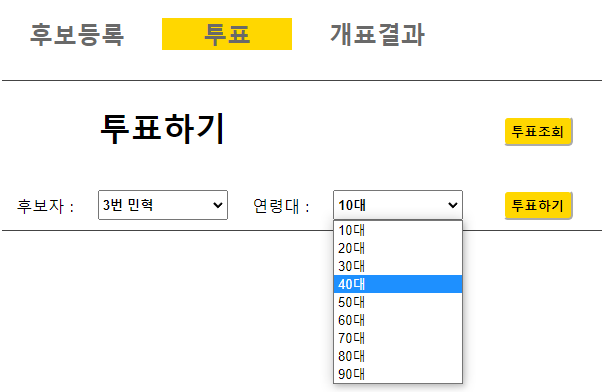 후보등록 투표 개표결과
투표하기 투표조회
후보자 : 3번 민혁 연령대 : 10대 투표하기
10대
20대
30대
40대
50대
60대
70대
80대
90대